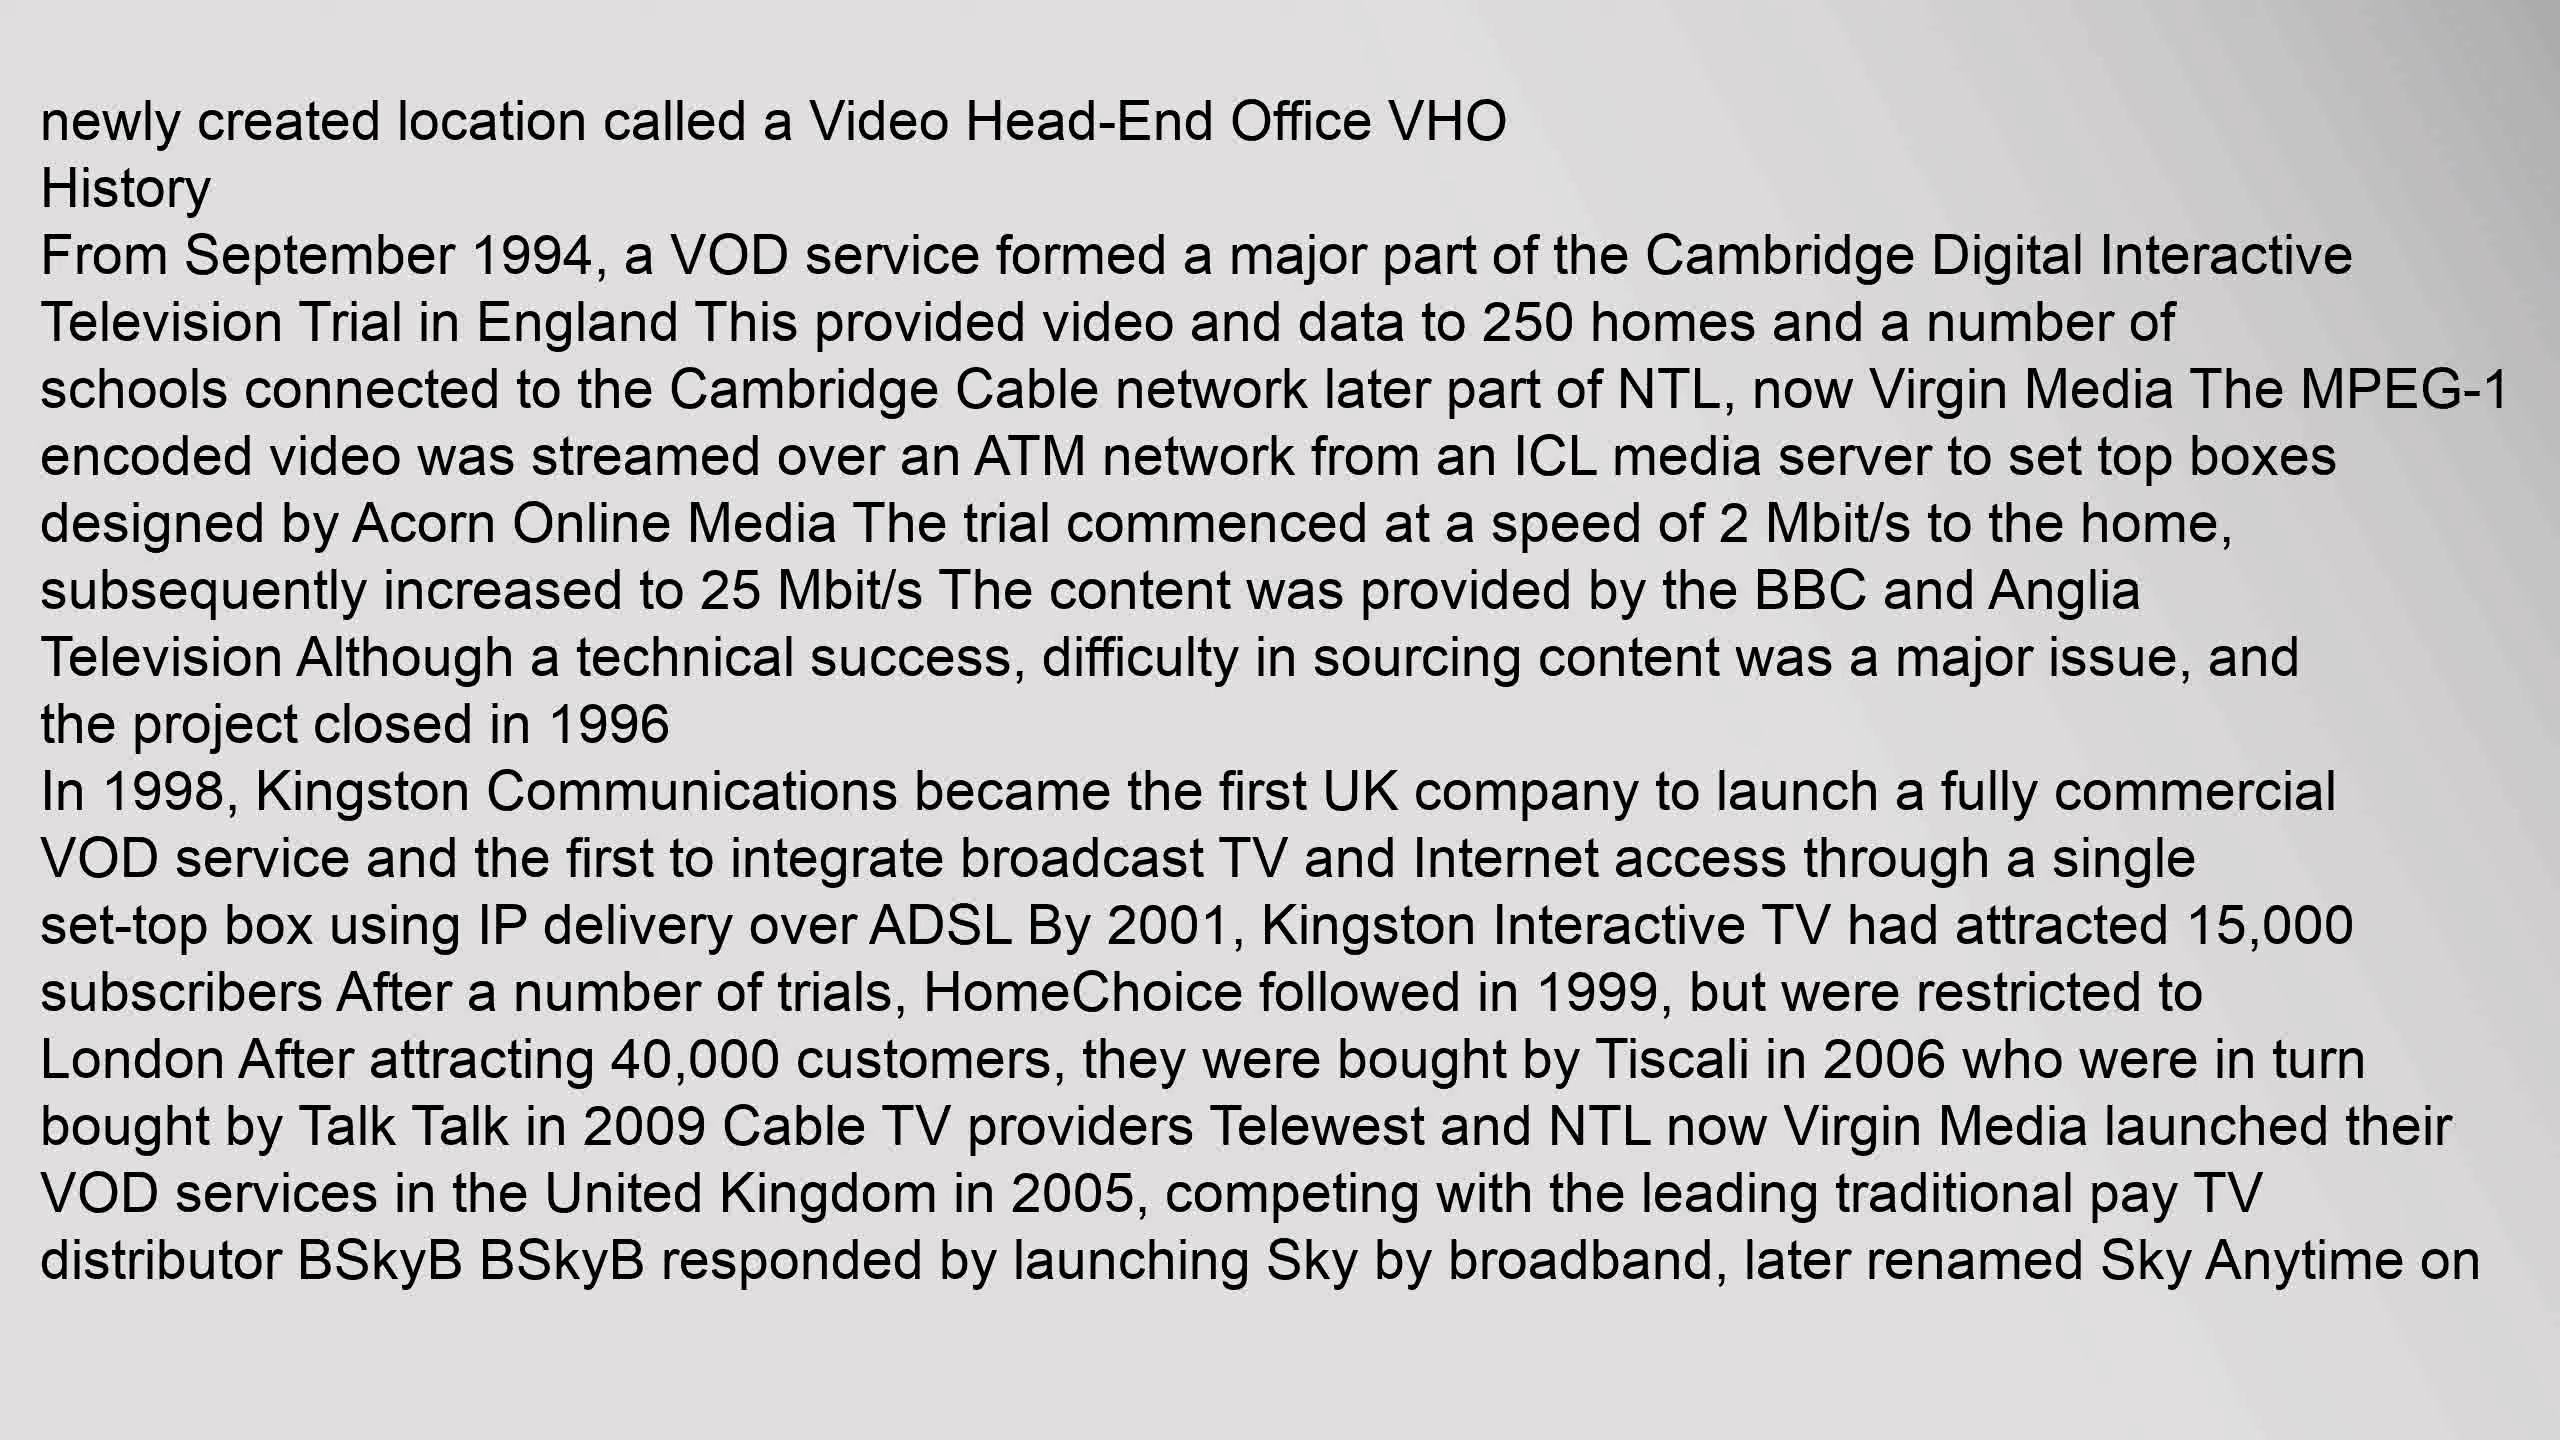 newly created location called a Video Head-End Office VHO
History
From September 1994, a VOD service formed a major part of the Cambridge Digital Interactive
Television Trial in England This provided video and data to 250 homes and a number of
schools connected to the Cambridge Cable network later part of NTL, now Virgin Media The MPEG-1
encoded video was streamed over an ATM network from an ICL media server to set top boxes
designed by Acorn Online Media The trial commenced at a speed of 2 Mbit/s to the home,
subsequently increased to 25 Mbit/s The content was provided by the BBC and Anglia
Television Although a technical success, difficulty in sourcing content was a major issue, and
the project closed in 1996
In 1998, Kingston Communications became the first UK company to launch a fully commercial
VOD service and the first to integrate broadcast TV and Internet access through a single
set-top box using IP delivery over ADSL By 2001, Kingston Interactive TV had attracted 15,000
subscribers After a number of trials, HomeChoice followed in 1999, but were restricted to
London After attracting 40,000 customers, they were bought by Tiscali in 2006 who were in turn
bought by Talk Talk in 2009 Cable TV providers Telewest and NTL now Virgin Media launched their
VOD services in the United Kingdom in 2005, competing with the leading traditional pay TV
distributor BSkyB BSkyB responded by launching Sky by broadband, later renamed Sky Anytime on